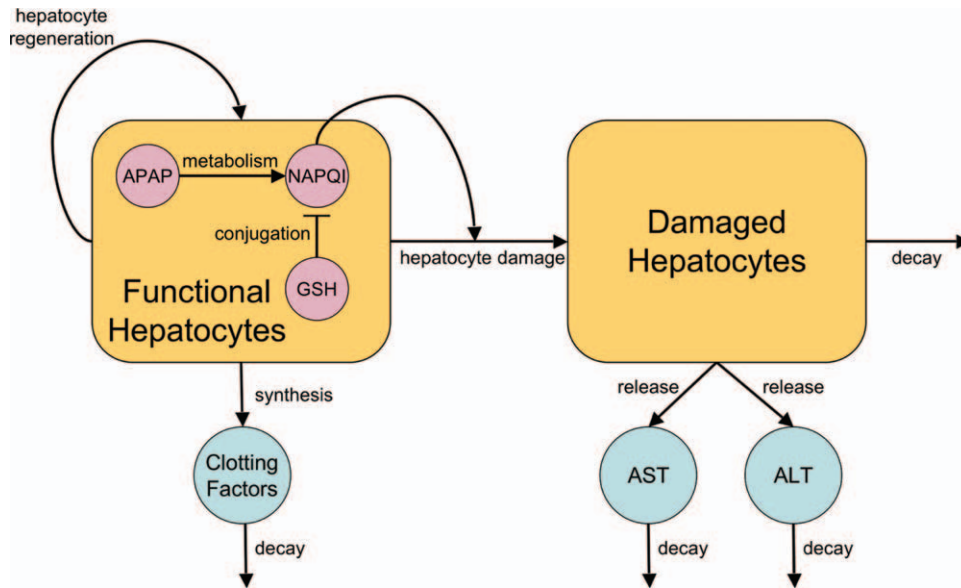 hepatocyte
regeneration
APAP
metabolism
NAPQI
conjugation
GSH
Functional
Hepatocytes
hepatocyte damage
Damaged
Hepatocytes
decay
synthesis
Clotting
Factors
decay
release
release
AST
ALT
decay
decay